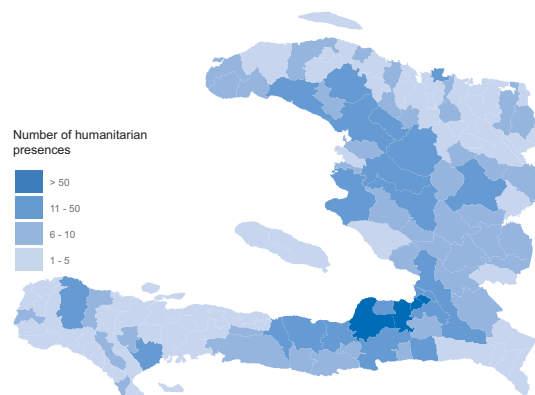 Number of humanitarian
presences
> 50
11 - 50
6 - 10
1 - 5